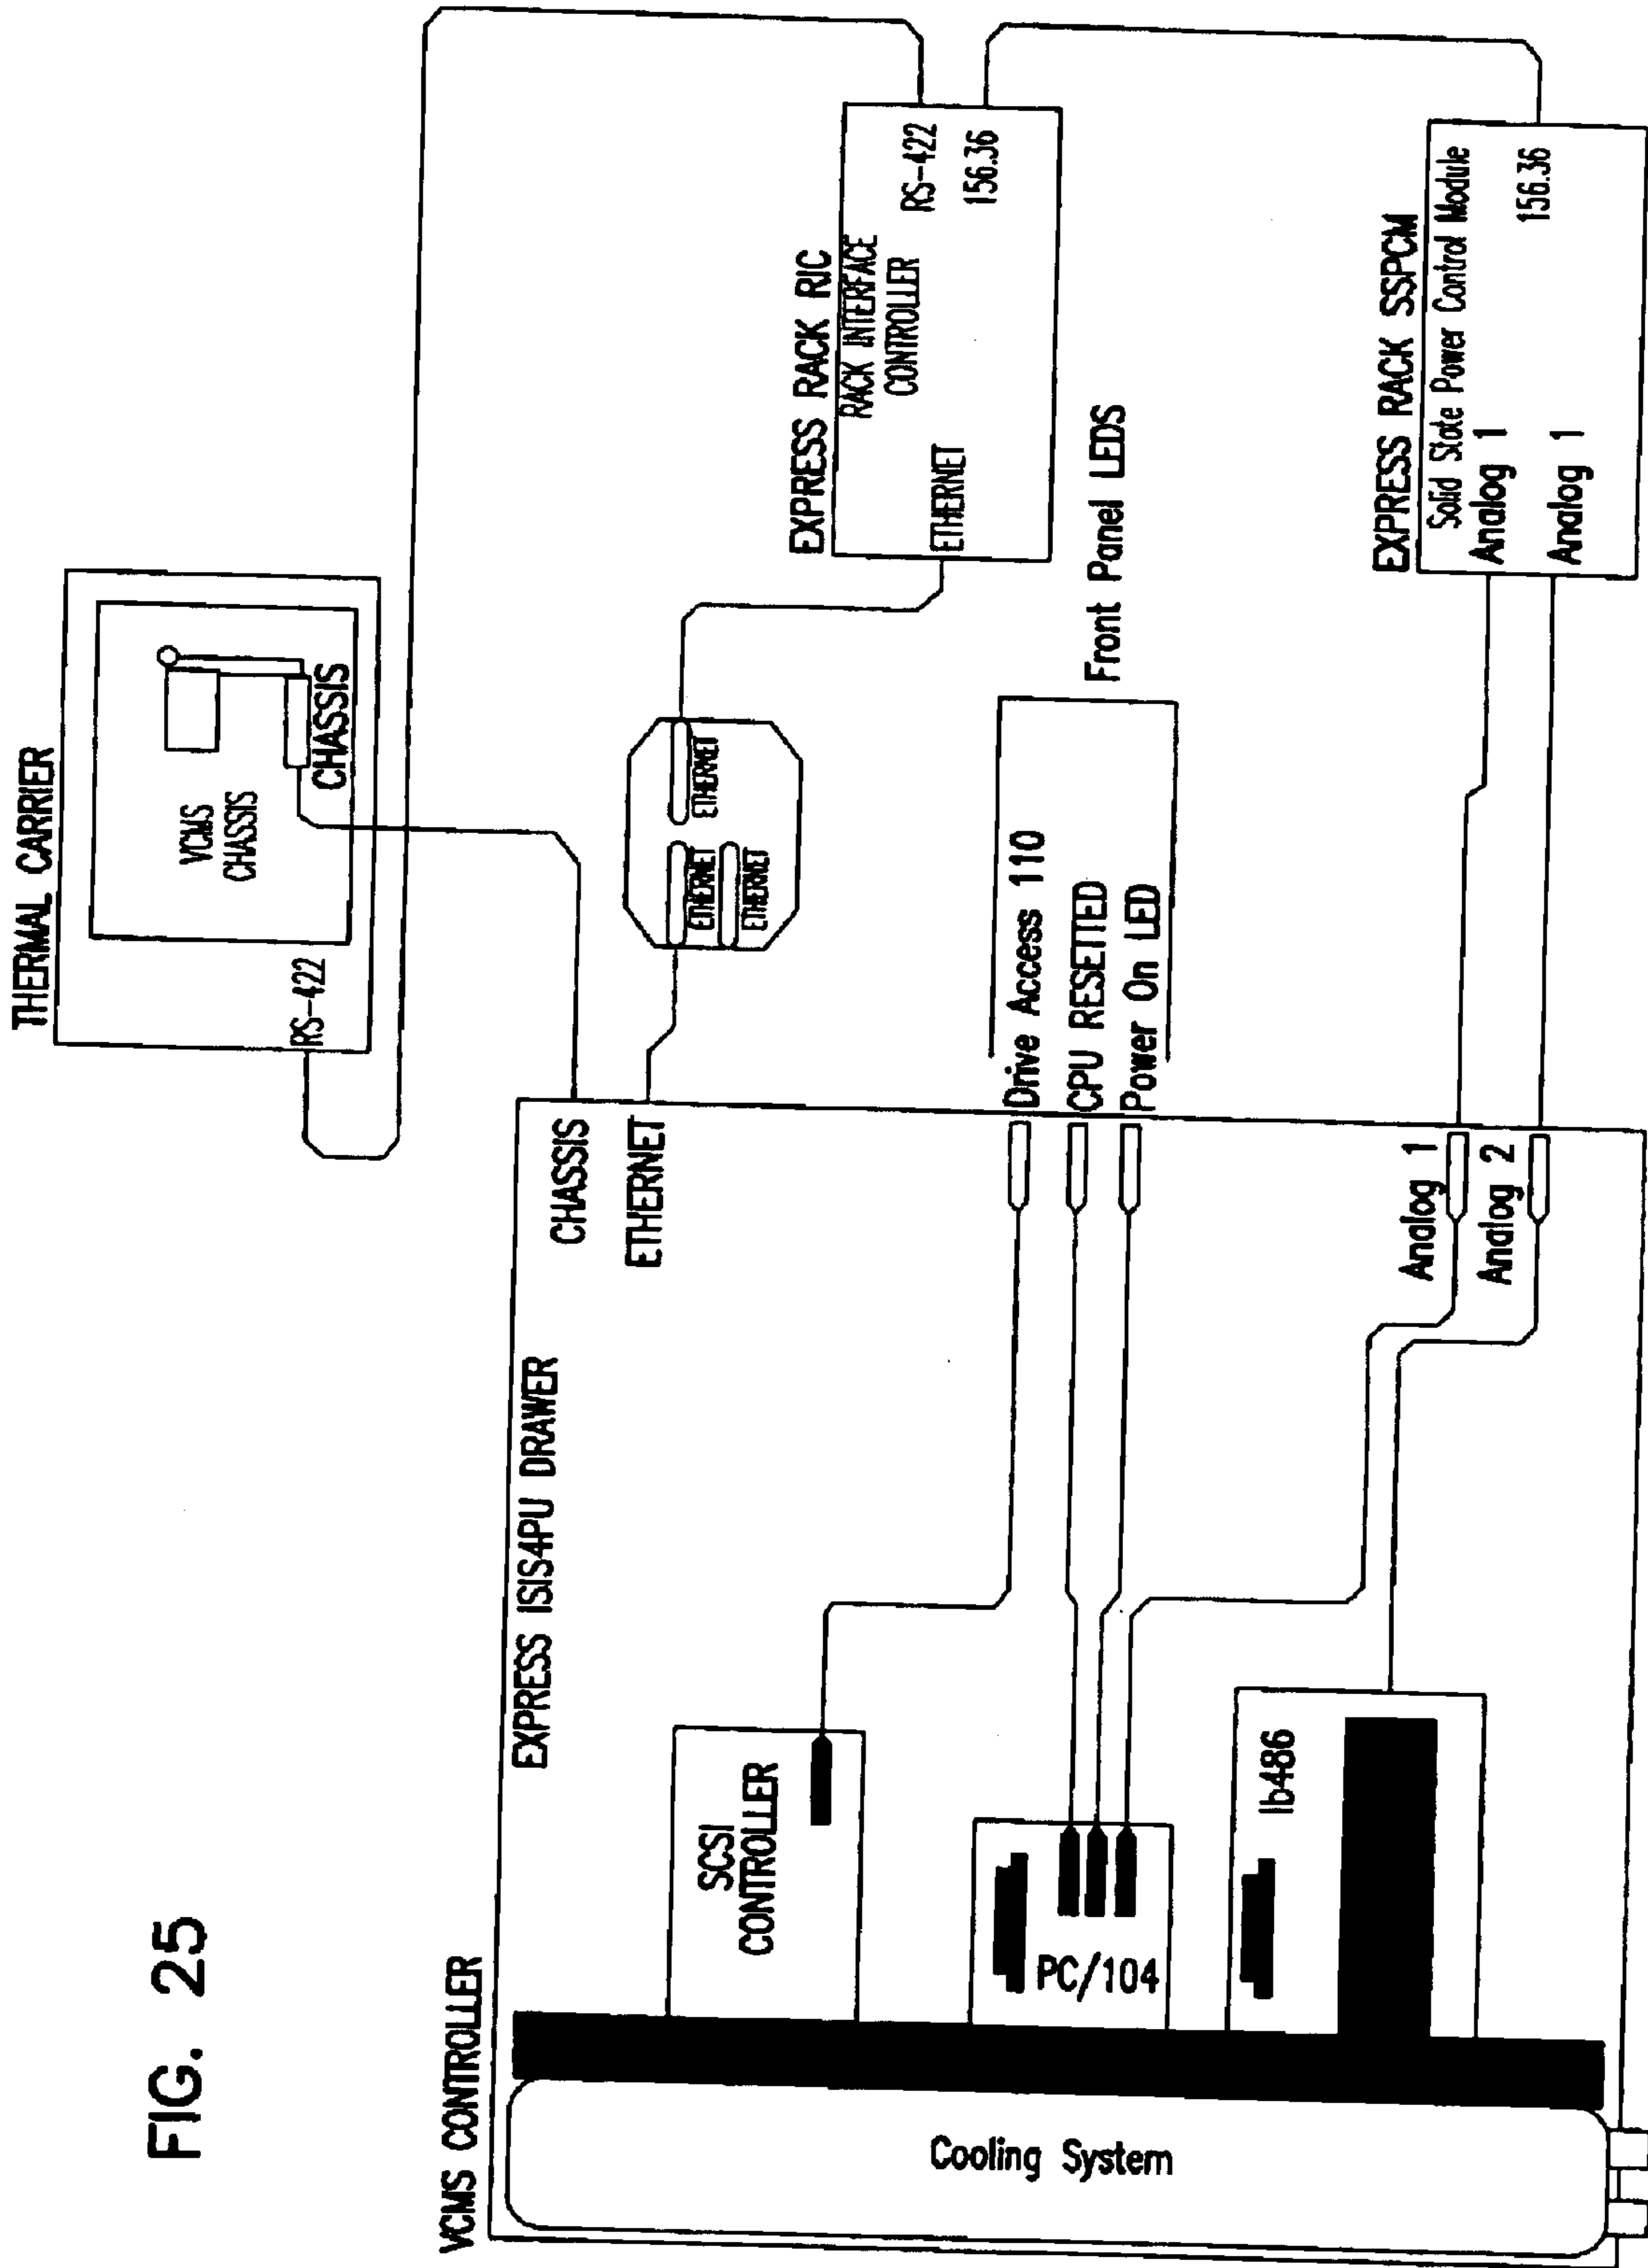 FIG. 25
THERMAL CARRIER
VCMS
CHASSIS
CHASSIS
RS-422
VCMS CONTROLLER
EXPRESS ISIS4PU DRAWER
CHASSIS
ETHERNET
ETHERNET
ETHERNET
ETHERNET
EXPRESS RACK RIC
RACK INTERFACE
CONTROLLER
RS-422
156.36
ETHERNET
SCSI
CONTROLLER
Drive Access 110
CPU RESETTED
Power On LED
Front Panel LEDS
PC/104
Ib486
Cooling System
Analog 1
Analog 2
EXPRESS RACK SSPCM
Solid State Power Control Module
Analog 1
156.36
Analog 1